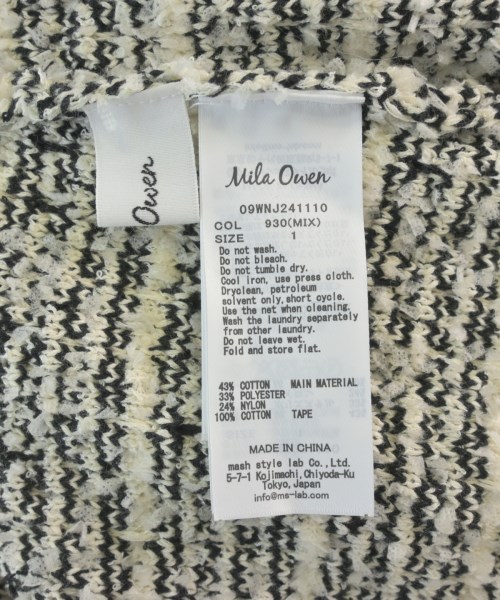 Owen
Mila Owen
09WNJ241110
COL 930(MIX)
SIZE 1
Do not wash.
Do not bleach.
Do not tumble dry.
Cool iron, use press cloth.
Dryclean, petroleum
solvent only, short cycle.
Use the net when cleaning.
Wash the laundry separately
from other laundry.
Do not leave wet.
Fold and store flat.
43% COTTON MAIN MATERIAL
33% POLYESTER
24% NYLON
100% COTTON TAPE
MADE IN CHINA
mash style lab Co.,Ltd.
5-7-1 Kojimachi, Chiyoda-Ku
Tokyo, Japan
info@ms-lab.com